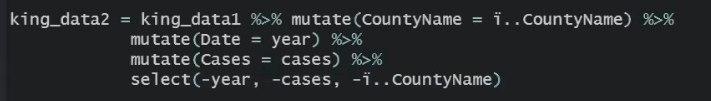 king_data2 = king_data1 %>% mutate(CountyName = ï..CountyName) %>%
mutate(Date = year) %>%
mutate(Cases = cases) %>%
select(-year, -cases, -ï..CountyName)